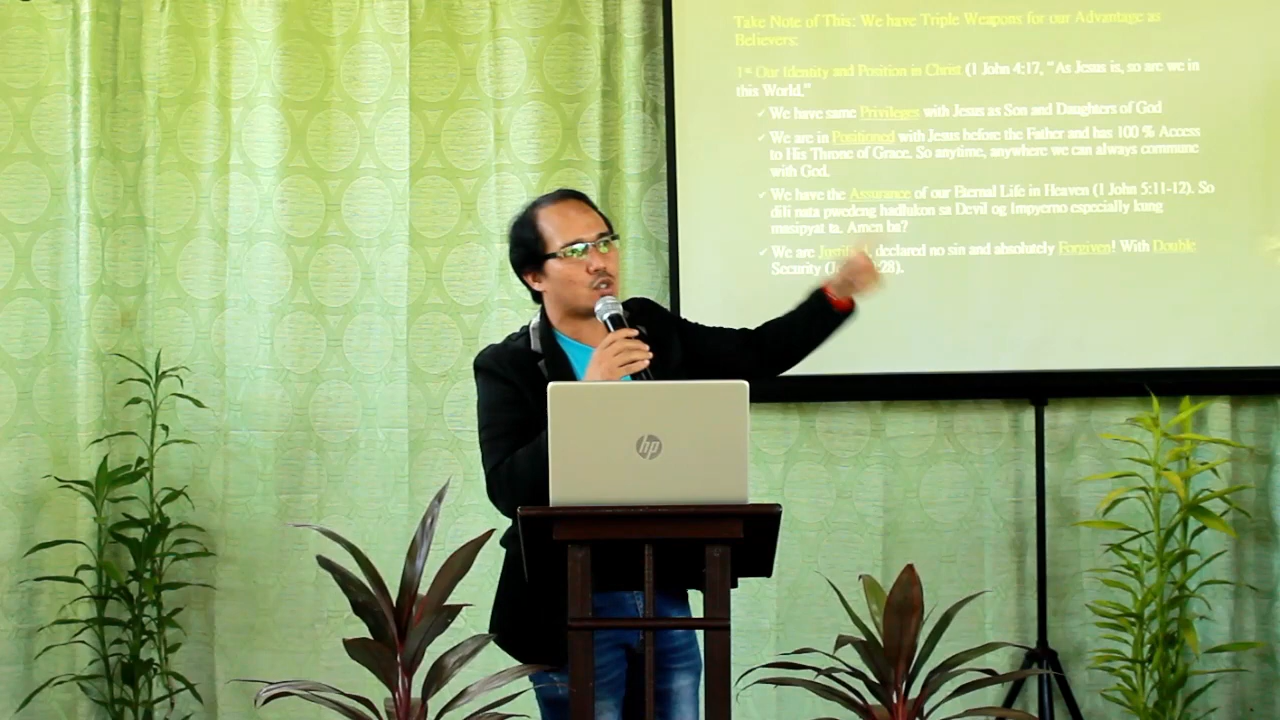 Take Note of This: We have Triple Weapons for our Advantage as
Believers:
1st Our Identity and Position in Christ (1 John 4:17, "As Jesus is, so are we in
this World."
✓ We have same Privileges with Jesus as Son and Daughters of God
✓ We are in Positioned with Jesus before the Father and has 100 % Access
to His Throne of Grace. So anytime, anywhere we can always commune
with God.
✓ We have the Assurance of our Eternal Life in Heaven (1 John 5:11-12). So
dili nata pwedeng hadlukon sa Devil og Impyerno especially kung
masipyat ta. Amen ba?
✓ We are declared no sin and absolutely Forgiven! With Double
Security 28).
hp